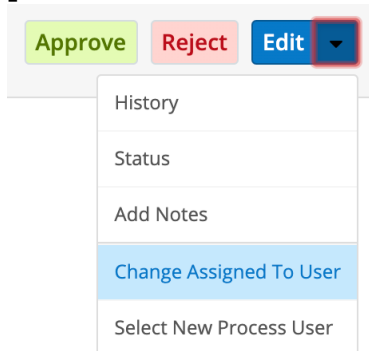 Approve Reject Edit
History
Status
Add Notes
Change Assigned To User
Select New Process User